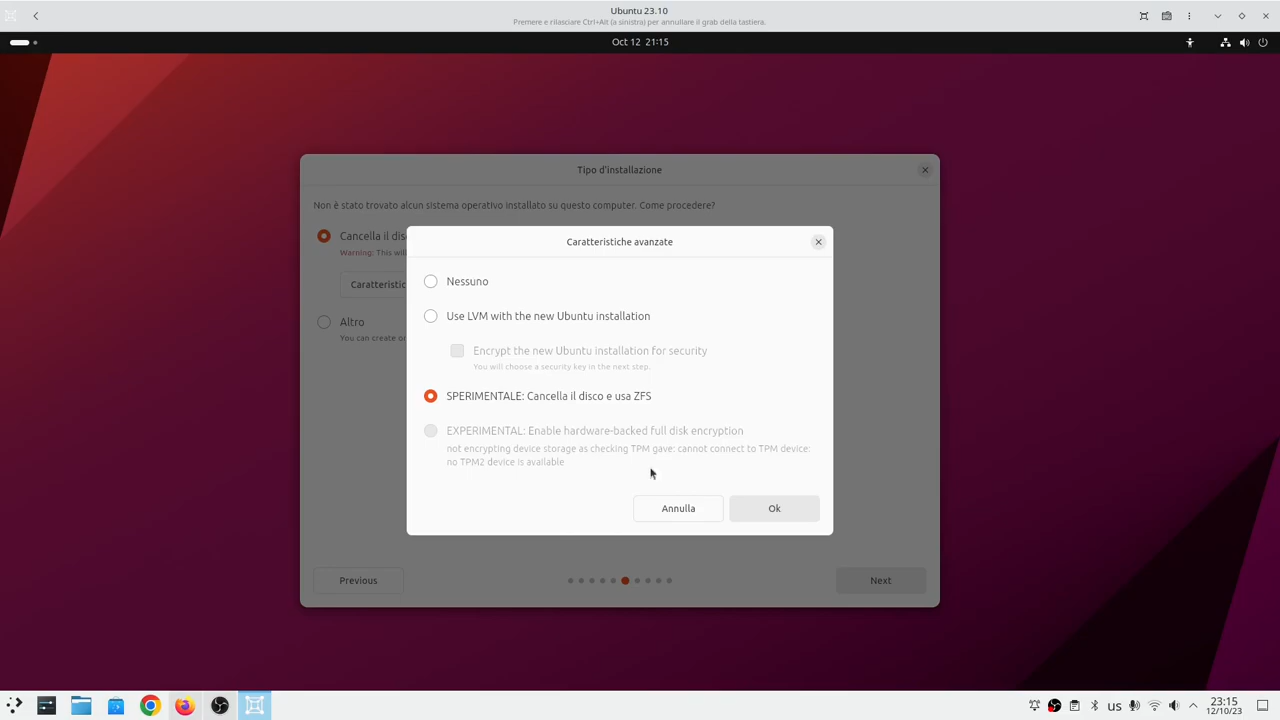 Ubuntu 23.10
Premere e rilasciare Ctrl+Alt (a sinistra) per annullare il grab della tastiera.
Oct 12 21:15
Tipo d'installazione
Non è stato trovato alcun sistema operativo installato su questo computer. Come procedere?
Cancella il dis
Warning: This wil
Caratteristic
Altro
You can create or
Caratteristiche avanzate
Nessuno
Use LVM with the new Ubuntu installation
Encrypt the new Ubuntu installation for security
You will choose a security key in the next step.
SPERIMENTALE: Cancella il disco e usa ZFS
EXPERIMENTAL: Enable hardware-backed full disk encryption
not encrypting device storage as checking TPM gave: cannot connect to TPM device:
no TPM2 device is available
Annulla
Ok
Previous
Next
us
23:15
12/10/23